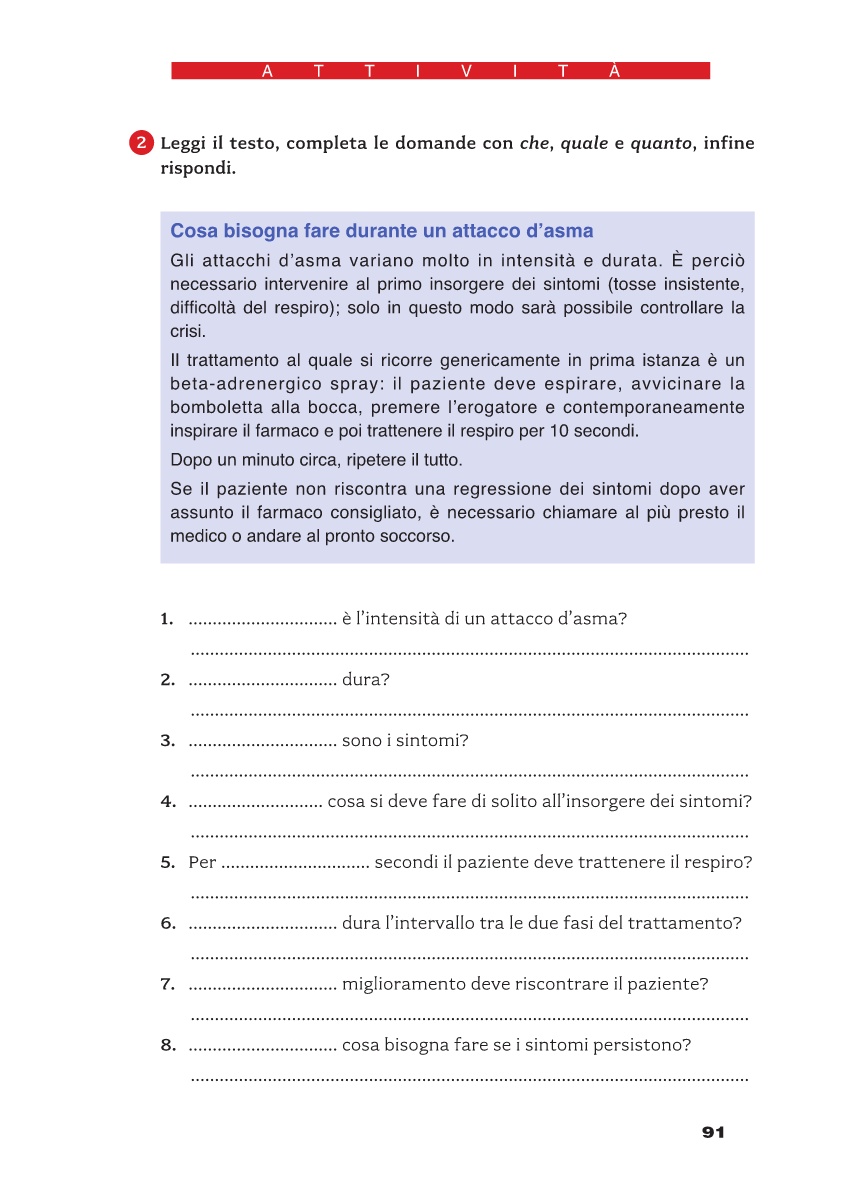 ATTIVITÀ
2 Leggi il testo, completa le domande con che, quale e quanto, infine
rispondi.
Cosa bisogna fare durante un attacco d'asma
Gli attacchi d'asma variano molto in intensità e durata. È perciò
necessario intervenire al primo insorgere dei sintomi (tosse insistente,
difficoltà del respiro); solo in questo modo sarà possibile controllare la
crisi.
Il trattamento al quale si ricorre genericamente in prima istanza è un
beta-adrenergico spray: il paziente deve espirare, avvicinare la
bomboletta alla bocca, premere l'erogatore e contemporaneamente
inspirare il farmaco e poi trattenere il respiro per 10 secondi.
Dopo un minuto circa, ripetere il tutto.
Se il paziente non riscontra una regressione dei sintomi dopo aver
assunto il farmaco consigliato, è necessario chiamare al più presto il
medico o andare al pronto soccorso.
1. ............................... è l'intensità di un attacco d'asma?
....................................................................................................................
2. ............................... dura?
....................................................................................................................
3. ............................... sono i sintomi?
....................................................................................................................
4. ............................ cosa si deve fare di solito all'insorgere dei sintomi?
....................................................................................................................
5. Per ............................... secondi il paziente deve trattenere il respiro?
....................................................................................................................
6. ............................... dura l'intervallo tra le due fasi del trattamento?
....................................................................................................................
7. ............................... miglioramento deve riscontrare il paziente?
....................................................................................................................
8. ............................... cosa bisogna fare se i sintomi persistono?
....................................................................................................................
91